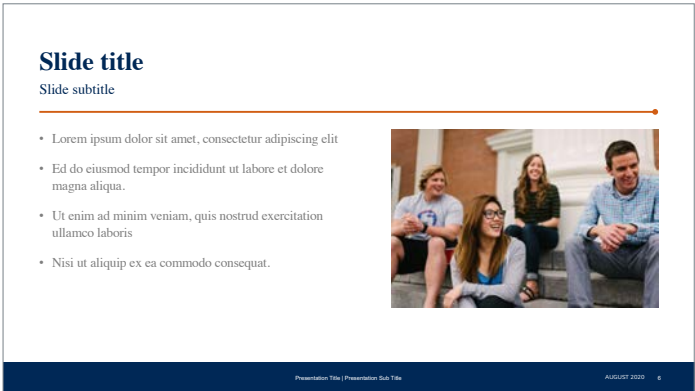 Slide title
Slide subtitle
• Lorem ipsum dolor sit amet, consectetur adipiscing elit
• Ed do eiusmod tempor incididunt ut labore et dolore
magna aliqua.
• Ut enim ad minim veniam, quis nostrud exercitation
ullamco laboris
• Nisi ut aliquip ex ea commodo consequat.
Presentation Title | Presentation Sub Title
AUGUST 2020 6